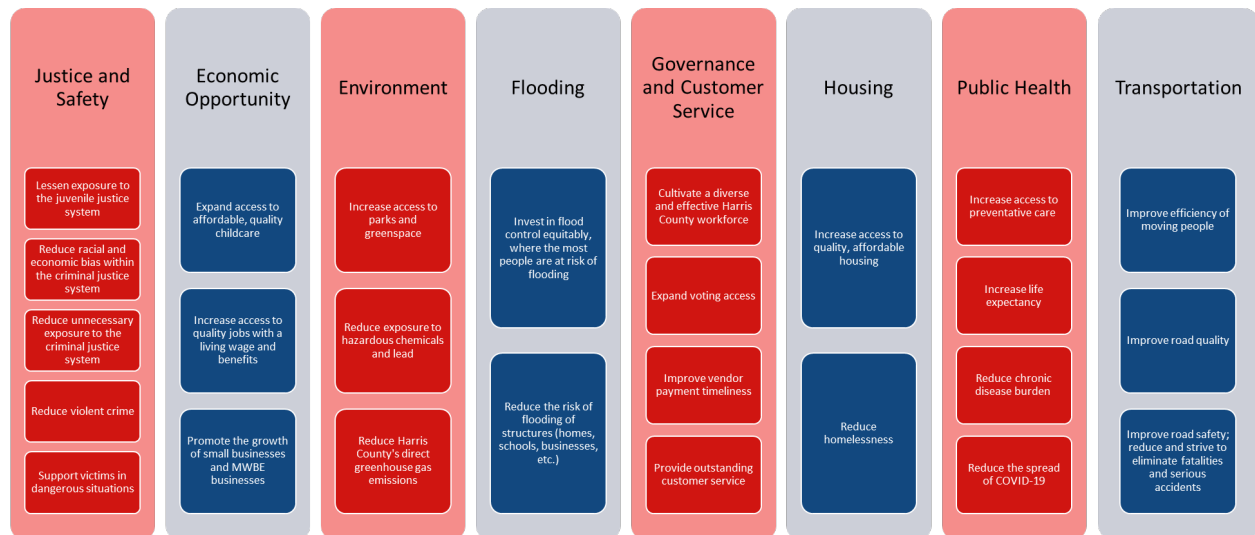 Justice and
Safety
Lessen exposure to
the juvenile justice
system
Reduce racial and
economic bias within
the criminal justice
system
Reduce unnecessary
exposure to the
criminal justice
system
Reduce violent crime
Support victims in
dangerous situations
Economic
Opportunity
Expand access to
affordable, quality
childcare
Increase access to
quality jobs with a
living wage and
benefits
Promote the growth
of small businesses
and MWBE
businesses
Environment
Increase access to
parks and
greenspace
Reduce exposure to
hazardous chemicals
and lead
Reduce Harris
County's direct
greenhouse gas
emissions
Flooding
Invest in flood
control equitably,
where the most
people are at risk of
flooding
Reduce the risk of
flooding of
structures (homes,
schools, businesses,
etc.)
Governance
and Customer
Service
Cultivate a diverse
and effective Harris
County workforce
Expand voting access
Improve vendor
payment timeliness
Provide outstanding
customer service
Housing
Increase access to
quality, affordable
housing
Reduce
homelessness
Public Health
Increase access to
preventative care
Increase life
expectancy
Reduce chronic
disease burden
Reduce the spread
of COVID-19
Transportation
Improve efficiency of
moving people
Improve road quality
Improve road safety;
reduce and strive to
eliminate fatalities
and serious
accidents